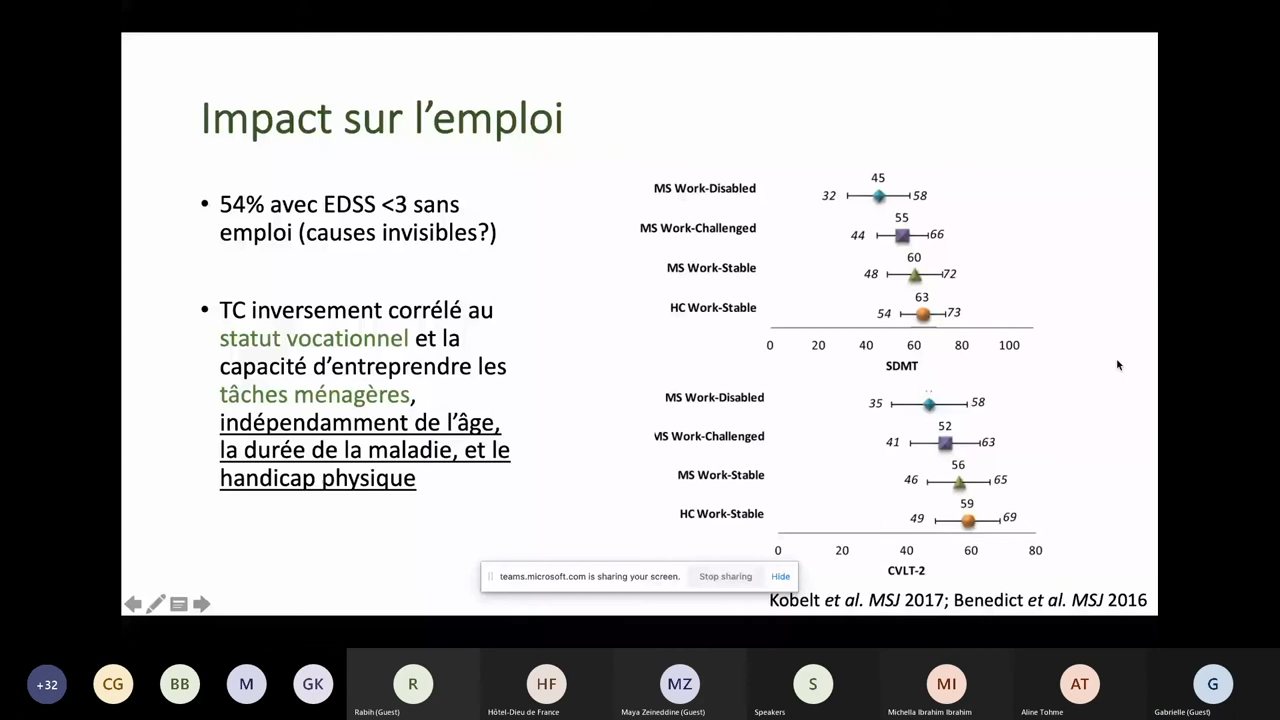 Impact sur l’emploi
• 54% avec EDSS <3 sans
emploi (causes invisibles?)
• TC inversement corrélé au
statut vocationnel et la
capacité d’entreprendre les
tâches ménagères,
indépendamment de l’âge,
la durée de la maladie, et le
handicap physique
45
MS Work-Disabled 32 58
55
MS Work-Challenged 44 66
60
MS Work-Stable 48 72
63
HC Work-Stable 54 73
0 20 40 60 80 100
SDMT
MS Work-Disabled 35 58
52
MS Work-Challenged 41 63
56
MS Work-Stable 46 65
59
HC Work-Stable 49 69
0 20 40 60 80
CVLT-2
teams.microsoft.com is sharing your screen. Stop sharing Hide
Kobelt et al. MSJ 2017; Benedict et al. MSJ 2016
+32 CG BB M GK R HF MZ S MI AT G
Rabih (Guest) Hôtel-Dieu de France Maya Zeineddine (Guest) Speakers Michella Ibrahim Ibrahim Aline Tohme Gabrielle (Guest)